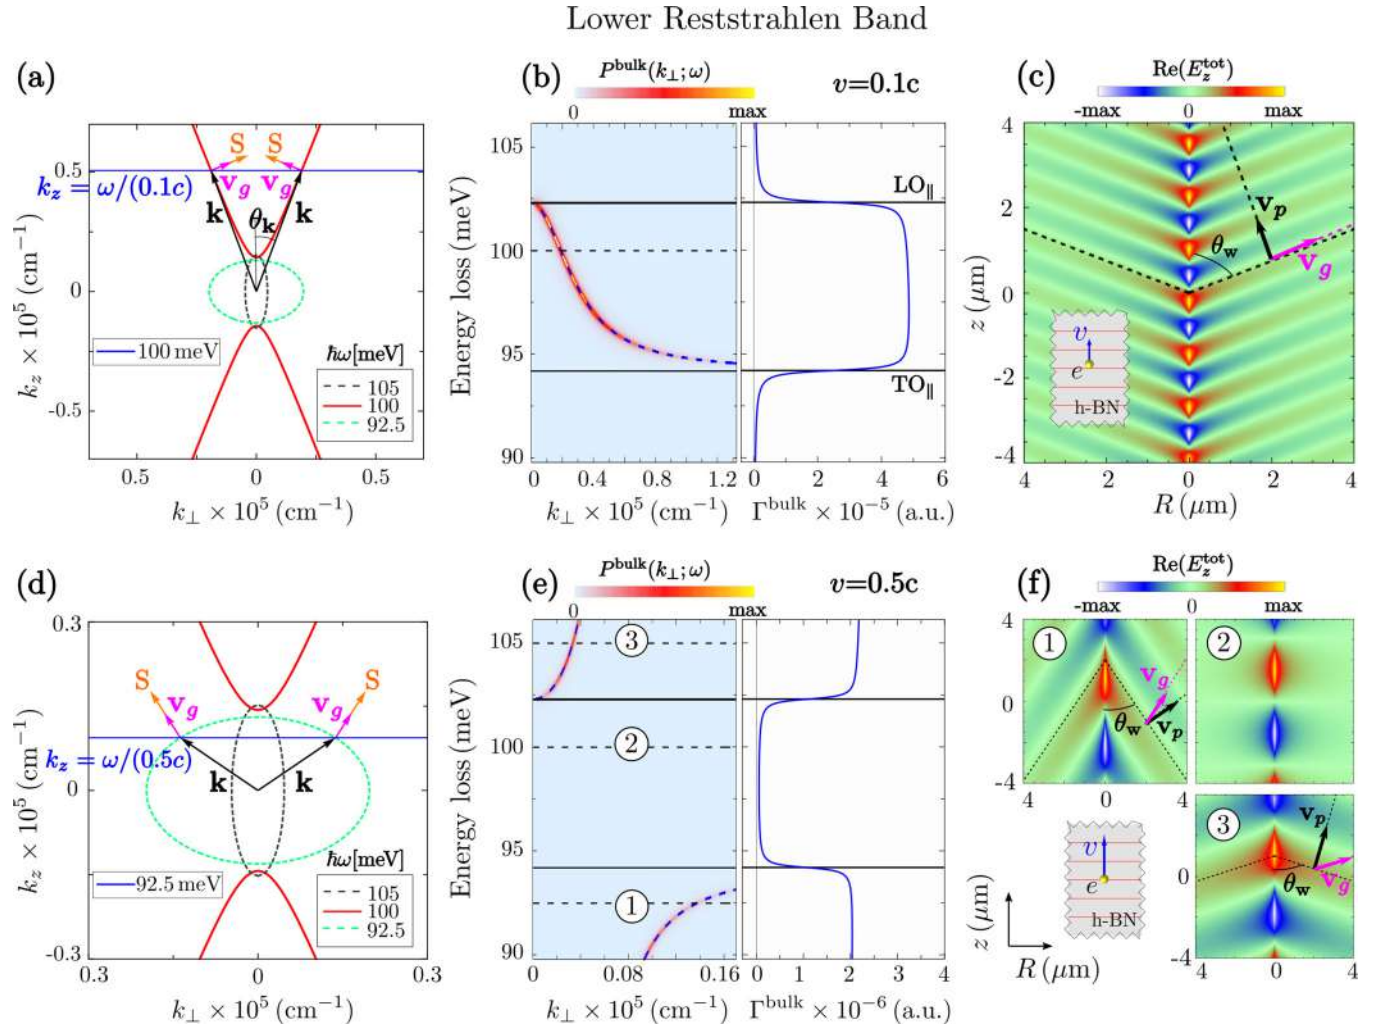 Lower Reststrahlen Band
(a)
0.5
0
-0.5
k_z × 10^5 (cm^−1)
S S
v_g v_g
k_z = ω/(0.1c)
k θ_k k
100 meV
ħω[meV]
105
100
92.5
0.5 0 0.5
k_⊥ × 10^5 (cm^−1)
(b)
P^bulk(k_⊥; ω)
0 max
v=0.1c
Energy loss (meV)
105
100
95
90
LO_∥
TO_∥
0 0.4 0.8 1.2
k_⊥ × 10^5 (cm^−1)
0 2 4 6 8
Γ^bulk × 10^−5 (a.u.)
(c)
Re(E_z^tot)
-max 0 max
z (μm)
4
2
0
-2
-4
v_p
θ_w
v_g
v
e
h-BN
4 2 0 2 4
R (μm)
(d)
0.3
0
-0.3
k_z × 10^5 (cm^−1)
S S
v_g v_g
k_z = ω/(0.5c)
k k
92.5 meV
ħω[meV]
105
100
92.5
0.3 0 0.3
k_⊥ × 10^5 (cm^−1)
(e)
P^bulk(k_⊥; ω)
0 max
v=0.5c
Energy loss (meV)
105
100
95
90
3
2
1
0 0.08 0.16
k_⊥ × 10^5 (cm^−1)
0 1 2 3 4
Γ^bulk × 10^−6 (a.u.)
(f)
Re(E_z^tot)
-max 0 max
1
4
0
-4
v_g
θ_w
v_p
4 0 4
2
3
4
0
-4
v_p
θ_w
v_g
4 0 4
v
e
h-BN
z (μm)
R (μm)